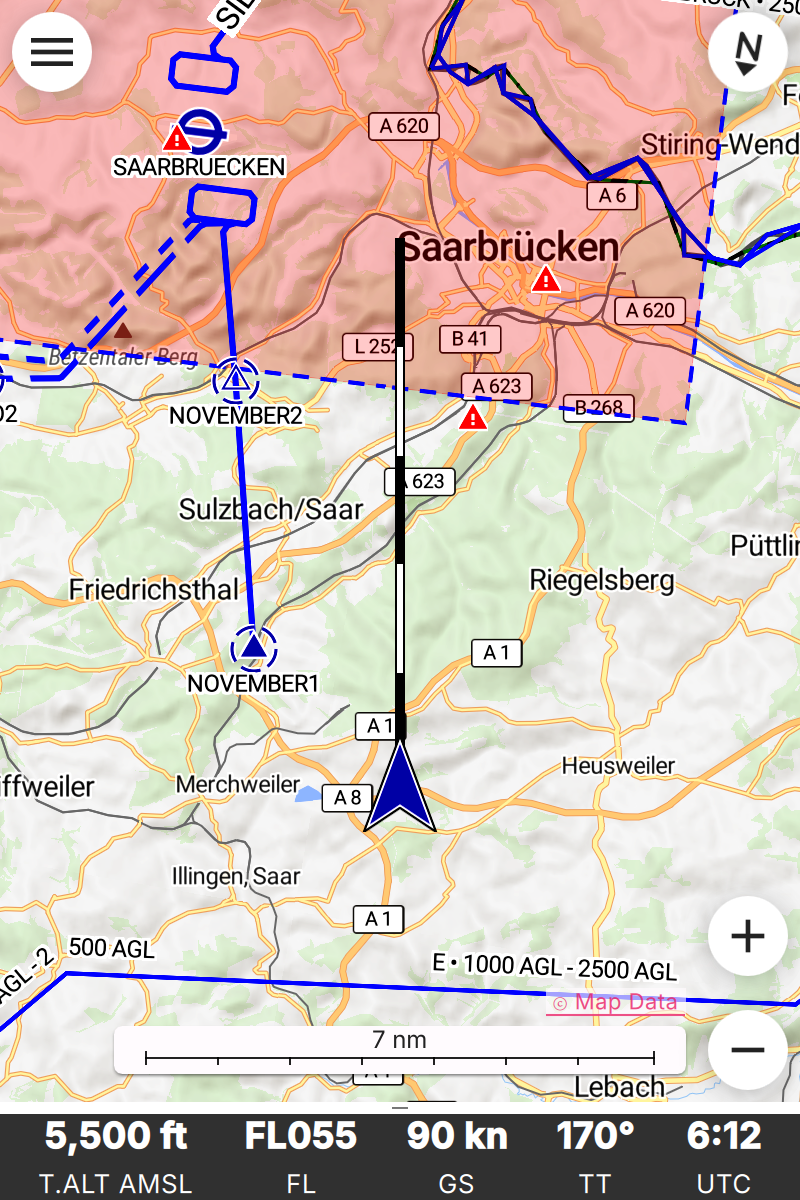 BRÜCK • 250
SIE
N
A 620
Stiring-Wend
SAARBRUECKEN
A 6
Saarbrücken
A 620
B 41
L 252
Betzentaler Berg
A 623
B 268
NOVEMBER2
A 623
Sulzbach/Saar
Püttlin
Friedrichsthal
Riegelsberg
A 1
NOVEMBER1
A 1
Heusweiler
iffweiler
Merchweiler
A 8
Illingen, Saar
A 1
500 AGL
AGL - 2
E • 1000 AGL - 2500 AGL
© Map Data
7 nm
A 1
Lebach
5,500 ft FL055 90 kn 170° 6:12
T.ALT AMSL FL GS TT UTC